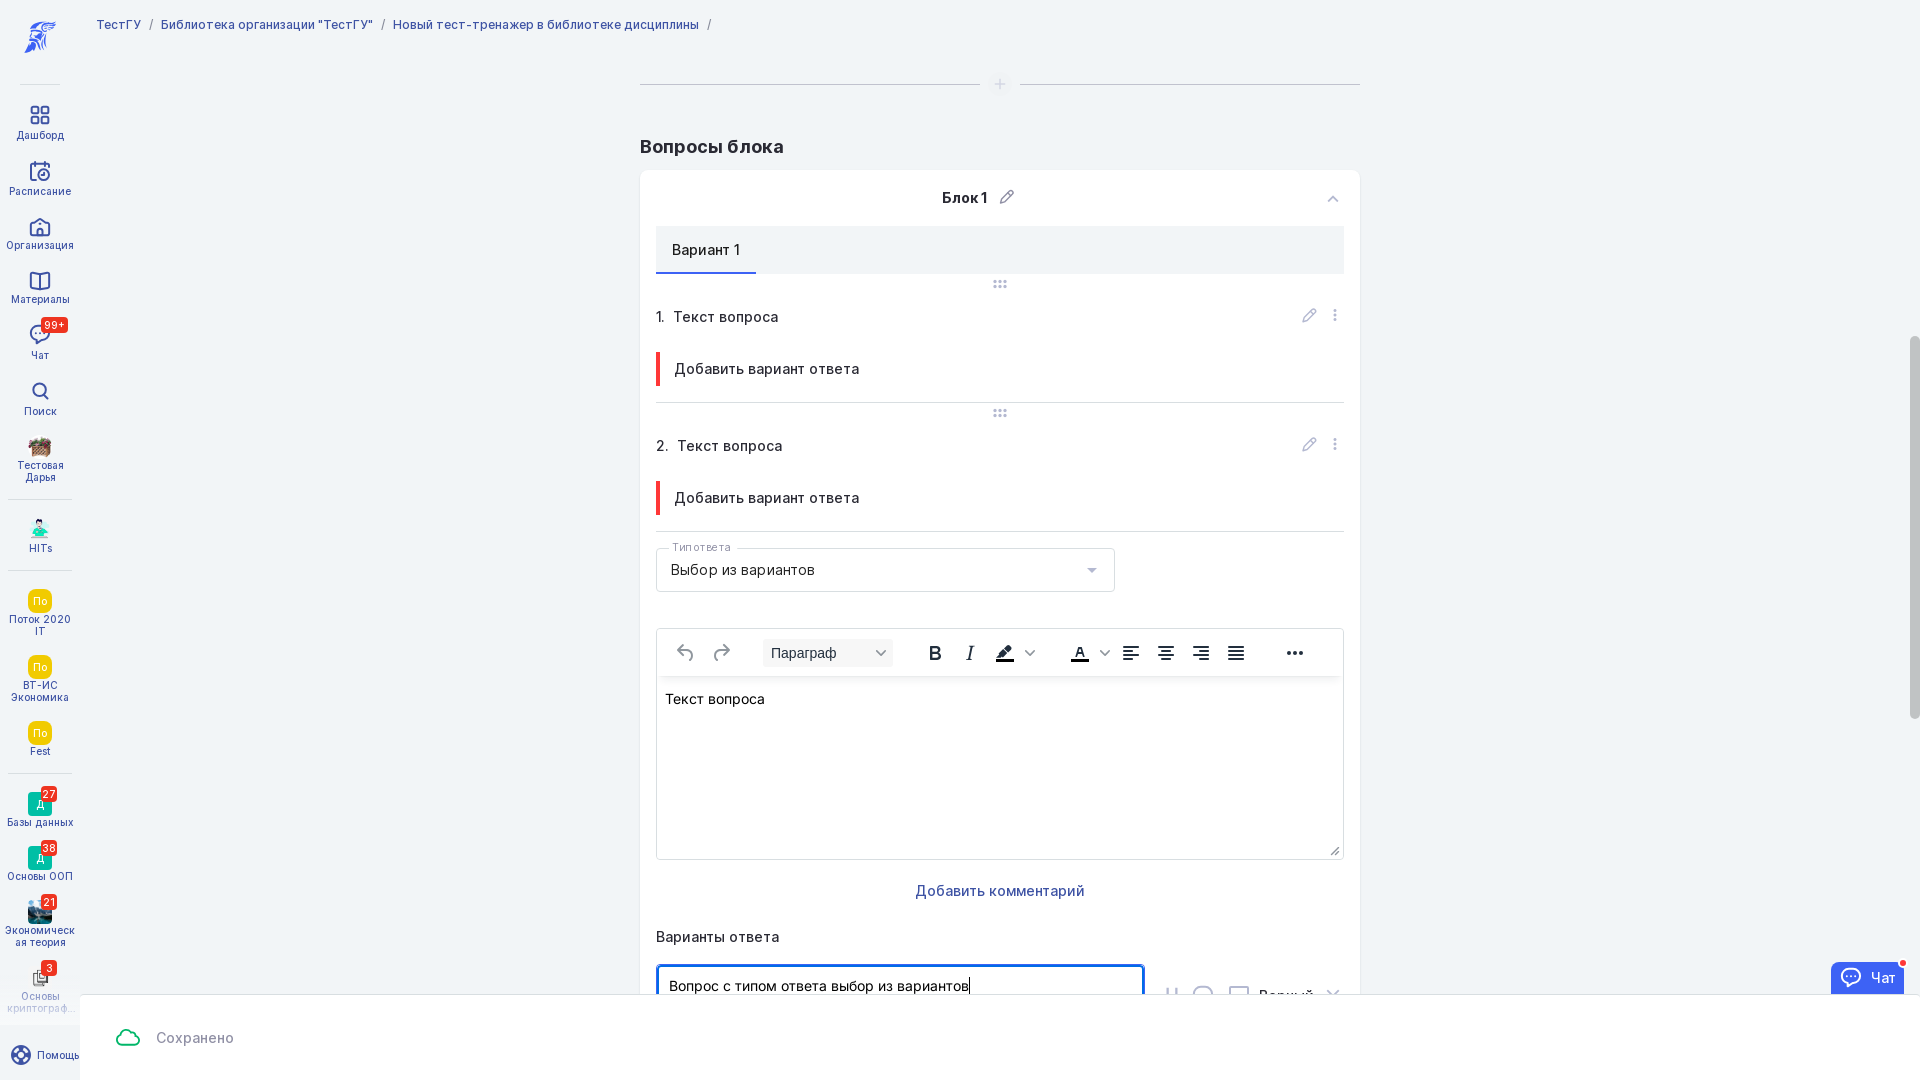 ТестГУ / Библиотека организации "ТестГУ" / Новый тест-тренажер в библиотеке дисциплины /
Дашборд
Расписание
Организация
Материалы
99+
Чат
Поиск
Тестовая
Дарья
HITs
По
Поток 2020
IT
По
ВТ-ИС
Экономика
По
Fest
27
Д
Базы данных
38
Д
Основы ООП
21
Экономическ
ая теория
3
Основы
криптограф...
Помощь
Вопросы блока
Блок 1
Вариант 1
1. Текст вопроса
Добавить вариант ответа
2. Текст вопроса
Добавить вариант ответа
Тип ответа
Выбор из вариантов
Параграф
Текст вопроса
Добавить комментарий
Варианты ответа
Вопрос с типом ответа выбор из вариантов
Верный
Чат
Сохранено